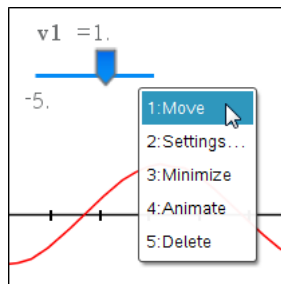 v1 =1.
-5.
1:Move
2:Settings...
3:Minimize
4:Animate
5:Delete